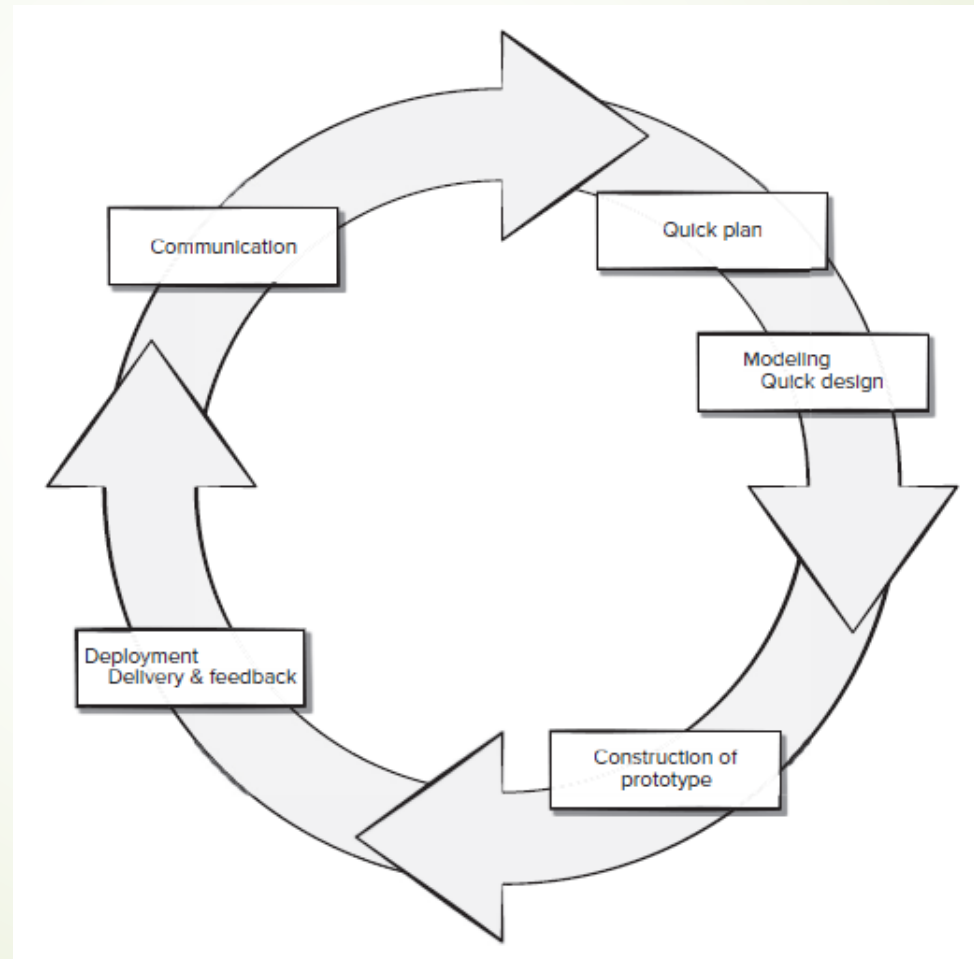 Communication
Quick plan
Modeling
Quick design
Construction of
prototype
Deployment
Delivery & feedback